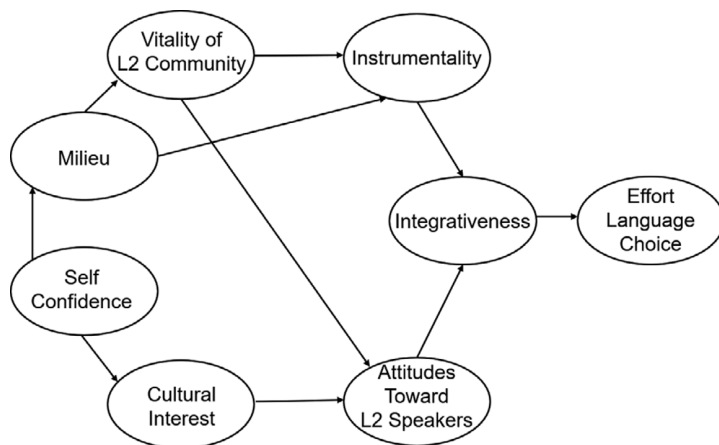 Vitality of
L2 Community
Instrumentality
Milieu
Integrativeness
Effort
Language
Choice
Self
Confidence
Cultural
Interest
Attitudes
Toward
L2 Speakers